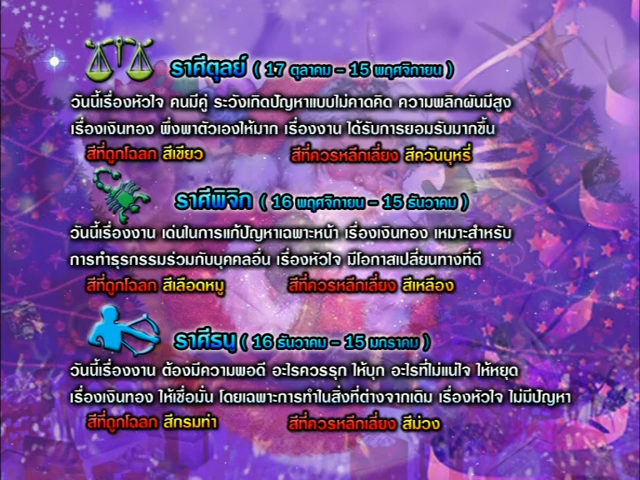 ราศีตุลย์ ( 17 ตุลาคม – 15 พฤศจิกายน )
วันนี้เรื่องหัวใจ คนมีคู่ ระวังเกิดปัญหาแบบไม่คาดคิด ความพลิกผันมีสูง
เรื่องเงินทอง พึ่งพาตัวเองให้มาก เรื่องงาน ได้รับการยอมรับมากขึ้น
สีที่ถูกโฉลก สีเขียว สีที่ควรหลีกเลี่ยง สีควันบุหรี่
ราศีพิจิก ( 16 พฤศจิกายน – 15 ธันวาคม )
วันนี้เรื่องงาน เด่นในการแก้ปัญหาเฉพาะหน้า เรื่องเงินทอง เหมาะสำหรับ
การทำธุรกรรมร่วมกับบุคคลอื่น เรื่องหัวใจ มีโอกาสเปลี่ยนทางที่ดี
สีที่ถูกโฉลก สีเลือดหมู สีที่ควรหลีกเลี่ยง สีเหลือง
ราศีธนู ( 16 ธันวาคม – 15 มกราคม )
วันนี้เรื่องงาน ต้องมีความพอดี อะไรควรรุก ให้บุก อะไรที่ไม่แน่ใจ ให้หยุด
เรื่องเงินทอง ให้เชื่อมั่น โดยเฉพาะการทำในสิ่งที่ต่างจากเดิม เรื่องหัวใจ ไม่มีปัญหา
สีที่ถูกโฉลก สีกรมท่า สีที่ควรหลีกเลี่ยง สีม่วง